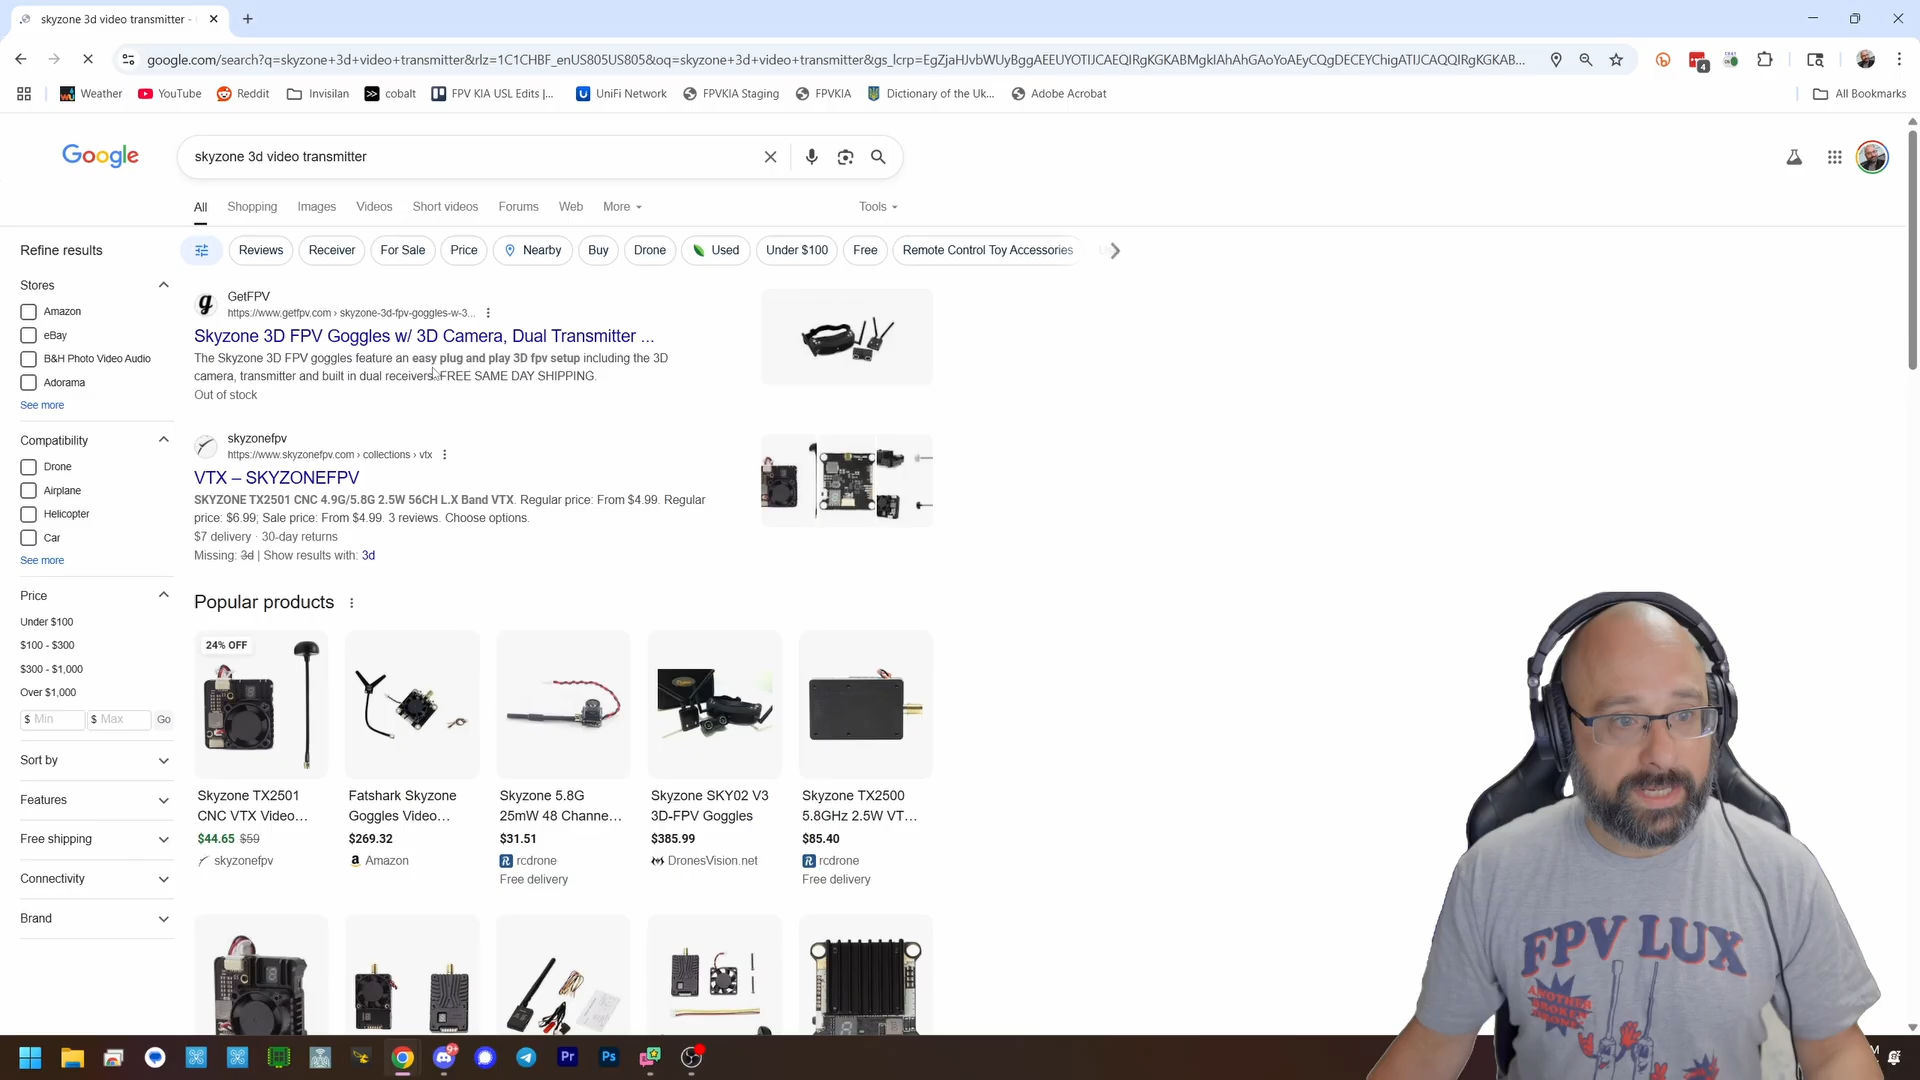 skyzone 3d video transmitter -
google.com/search?q=skyzone+3d+video+transmitter&rlz=1C1CHBF_enUS805US805&oq=skyzone+3d+video+transmitter&gs_lcrp=EgZjaHJvbWUyBggAEEUYOTIJCAEQIRgKGKABMgkIAhAhGAoYoAEyCQgDECEYChigATIJCAQQIRgKGKAB...
4
Weather
YouTube
Reddit
Invisilan
cobalt
FPV KIA USL Edits |...
UniFi Network
FPVKIA Staging
FPVKIA
Dictionary of the Uk...
Adobe Acrobat
All Bookmarks
Google
skyzone 3d video transmitter
All
Shopping
Images
Videos
Short videos
Forums
Web
More
Tools
Refine results
Reviews
Receiver
For Sale
Price
Nearby
Buy
Drone
Used
Under $100
Free
Remote Control Toy Accessories
Stores
Amazon
eBay
B&H Photo Video Audio
Adorama
See more
Compatibility
Drone
Airplane
Helicopter
Car
See more
Price
Under $100
$100 - $300
$300 - $1,000
Over $1,000
$ Min
$ Max
Go
Sort by
Features
Free shipping
Connectivity
Brand
GetFPV
https://www.getfpv.com › skyzone-3d-fpv-goggles-w-3...
Skyzone 3D FPV Goggles w/ 3D Camera, Dual Transmitter ...
The Skyzone 3D FPV goggles feature an easy plug and play 3D fpv setup including the 3D
camera, transmitter and built in dual receivers. FREE SAME DAY SHIPPING.
Out of stock
skyzonefpv
https://www.skyzonefpv.com › collections › vtx
VTX – SKYZONEFPV
SKYZONE TX2501 CNC 4.9G/5.8G 2.5W 56CH L.X Band VTX. Regular price: From $4.99. Regular
price: $6.99; Sale price: From $4.99. 3 reviews. Choose options.
$7 delivery · 30-day returns
Missing: 3d | Show results with: 3d
Popular products
24% OFF
Skyzone TX2501
CNC VTX Video...
$44.65 $59
skyzonefpv
Fatshark Skyzone
Goggles Video...
$269.32
Amazon
Skyzone 5.8G
25mW 48 Channe...
$31.51
rcdrone
Free delivery
Skyzone SKY02 V3
3D-FPV Goggles
$385.99
DronesVision.net
Skyzone TX2500
5.8GHz 2.5W VT...
$85.40
rcdrone
Free delivery
FPV LUX
ANOTHER
BROKEN
DRONE
9+
Pr
Ps
M